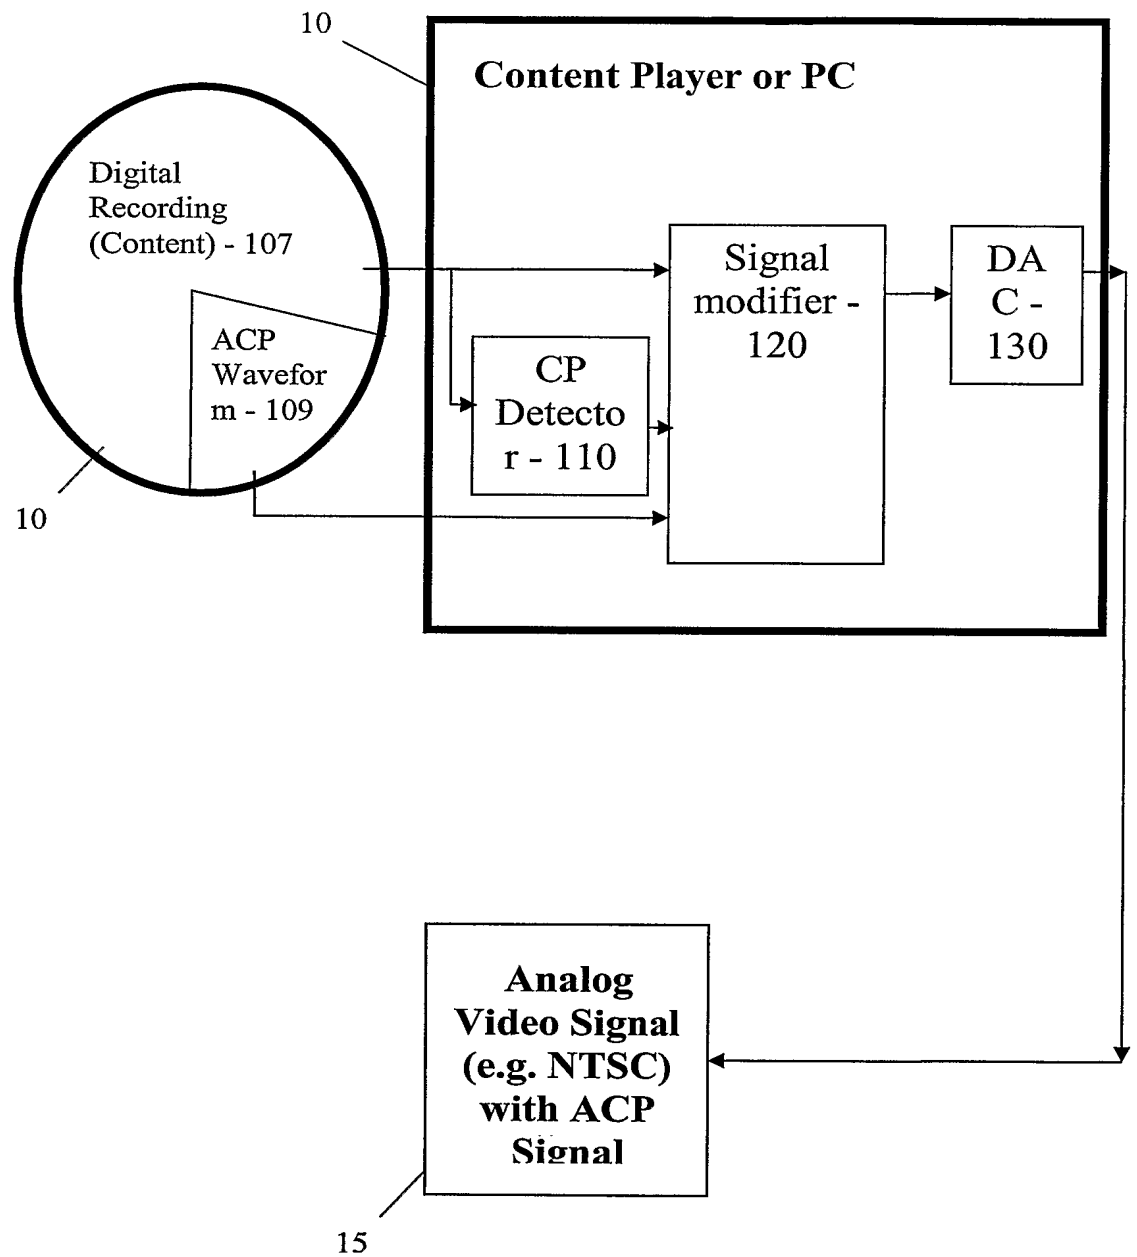 10
Content Player or PC
Digital
Recording
(Content) - 107
ACP
Wavefor
m - 109
10
CP
Detecto
r - 110
Signal
modifier -
120
DA
C -
130
Analog
Video Signal
(e.g. NTSC)
with ACP
Signal
15